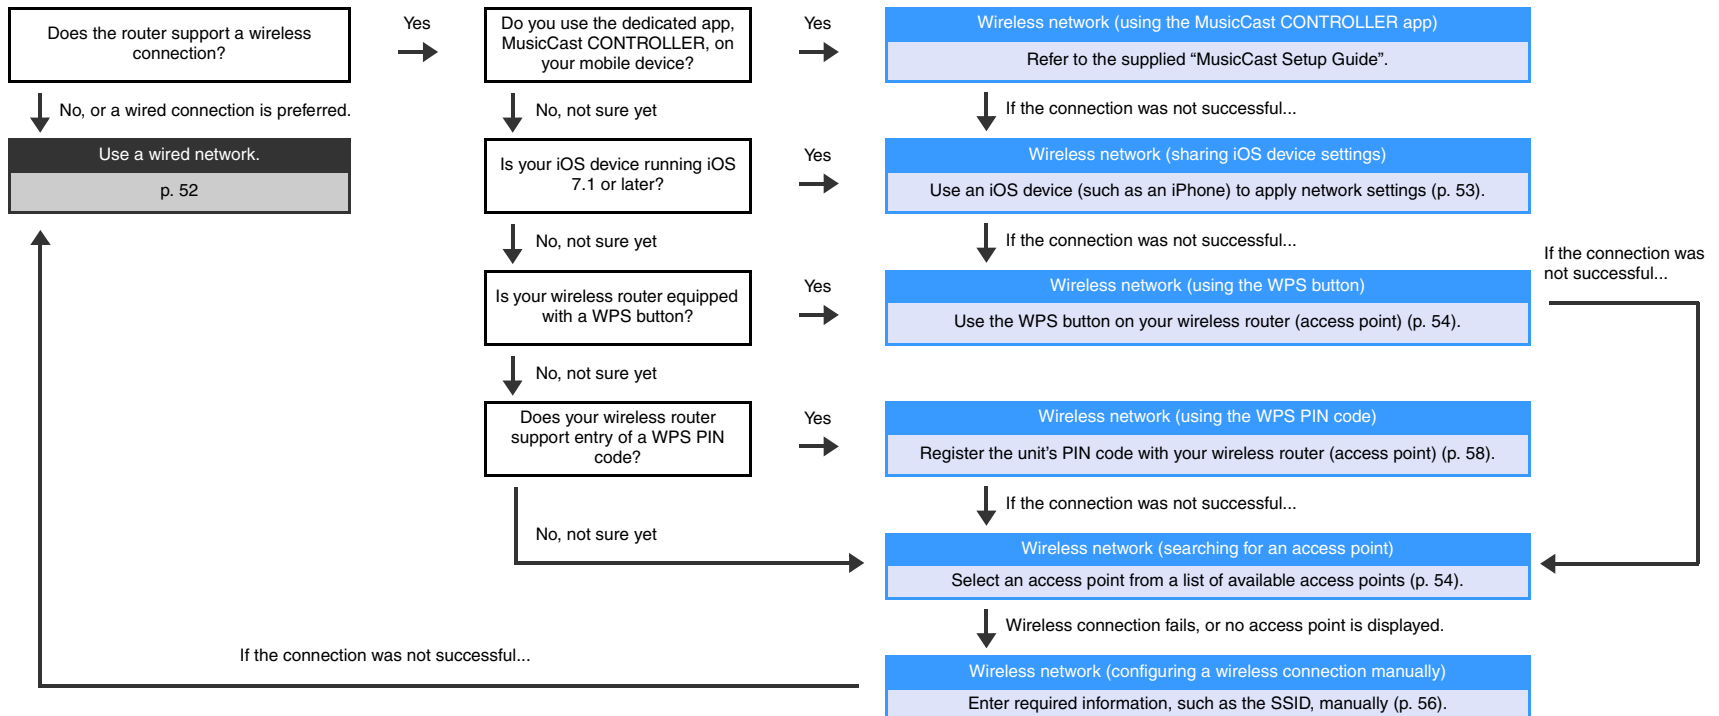 Does the router support a wireless
connection?
Yes
Do you use the dedicated app,
MusicCast CONTROLLER, on
your mobile device?
Yes
Wireless network (using the MusicCast CONTROLLER app)
Refer to the supplied “MusicCast Setup Guide”.
No, or a wired connection is preferred.
No, not sure yet
If the connection was not successful...
Use a wired network.
p. 52
Is your iOS device running iOS
7.1 or later?
Yes
Wireless network (sharing iOS device settings)
Use an iOS device (such as an iPhone) to apply network settings (p. 53).
No, not sure yet
If the connection was not successful...
If the connection was
not successful...
Is your wireless router equipped
with a WPS button?
Yes
Wireless network (using the WPS button)
Use the WPS button on your wireless router (access point) (p. 54).
No, not sure yet
Does your wireless router
support entry of a WPS PIN
code?
Yes
Wireless network (using the WPS PIN code)
Register the unit’s PIN code with your wireless router (access point) (p. 58).
If the connection was not successful...
No, not sure yet
Wireless network (searching for an access point)
Select an access point from a list of available access points (p. 54).
Wireless connection fails, or no access point is displayed.
If the connection was not successful...
Wireless network (configuring a wireless connection manually)
Enter required information, such as the SSID, manually (p. 56).